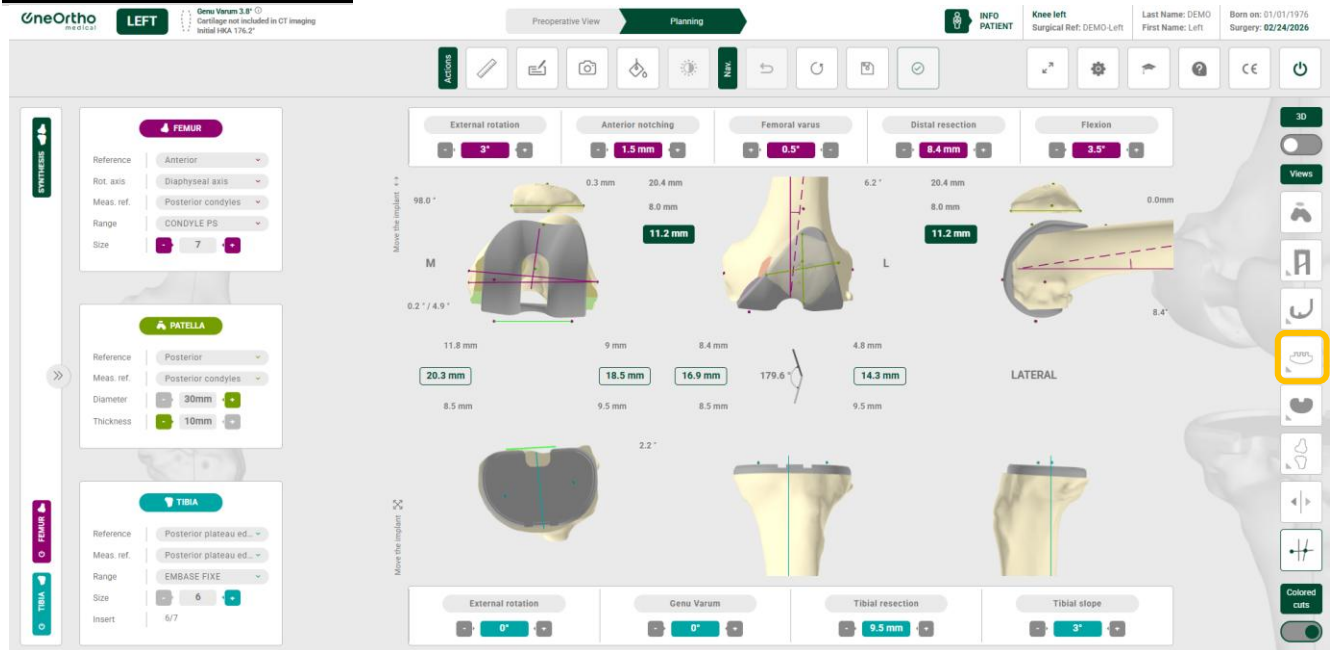 OneOrtho
medical
LEFT
Genu Varum 3.8°
Cartilage not included in CT imaging
Initial HKA 176.2°
Preoperative View
Planning
INFO
PATIENT
Knee left
Surgical Ref: DEMO-Left
Last Name: DEMO
First Name: Left
Born on: 01/01/1976
Surgery: 02/24/2026
Actions
Nav.
CE
SYNTHESIS
FEMUR
Reference Anterior
Rot. axis Diaphyseal axis
Meas. ref. Posterior condyles
Range CONDYLE PS
Size - 7 +
PATELLA
Reference Posterior
Meas. ref. Posterior condyles
Diameter - 30mm +
Thickness - 10mm +
TIBIA
Reference Posterior plateau ed...
Meas. ref. Posterior plateau ed...
Range EMBASE FIXE
Size - 6 +
Insert 6/7
FEMUR
TIBIA
External rotation
- 3° +
Anterior notching
- 1.5 mm +
Femoral varus
+ 0.5° -
Distal resection
- 8.4 mm +
Flexion
- 3.5° +
Move the implant
98.0 °
0.3 mm
20.4 mm
8.0 mm
11.2 mm
6.2 °
20.4 mm
8.0 mm
11.2 mm
0.0mm
M
L
0.2 ° / 4.9 °
8.4°
11.8 mm
9 mm
8.4 mm
4.8 mm
20.3 mm
18.5 mm
16.9 mm
179.6 °
14.3 mm
LATERAL
8.5 mm
9.5 mm
8.5 mm
9.5 mm
2.2 °
Move the implant
External rotation
- 0° +
Genu Varum
- 0° +
Tibial resection
- 9.5 mm +
Tibial slope
- 3° +
3D
Views
Colored
cuts